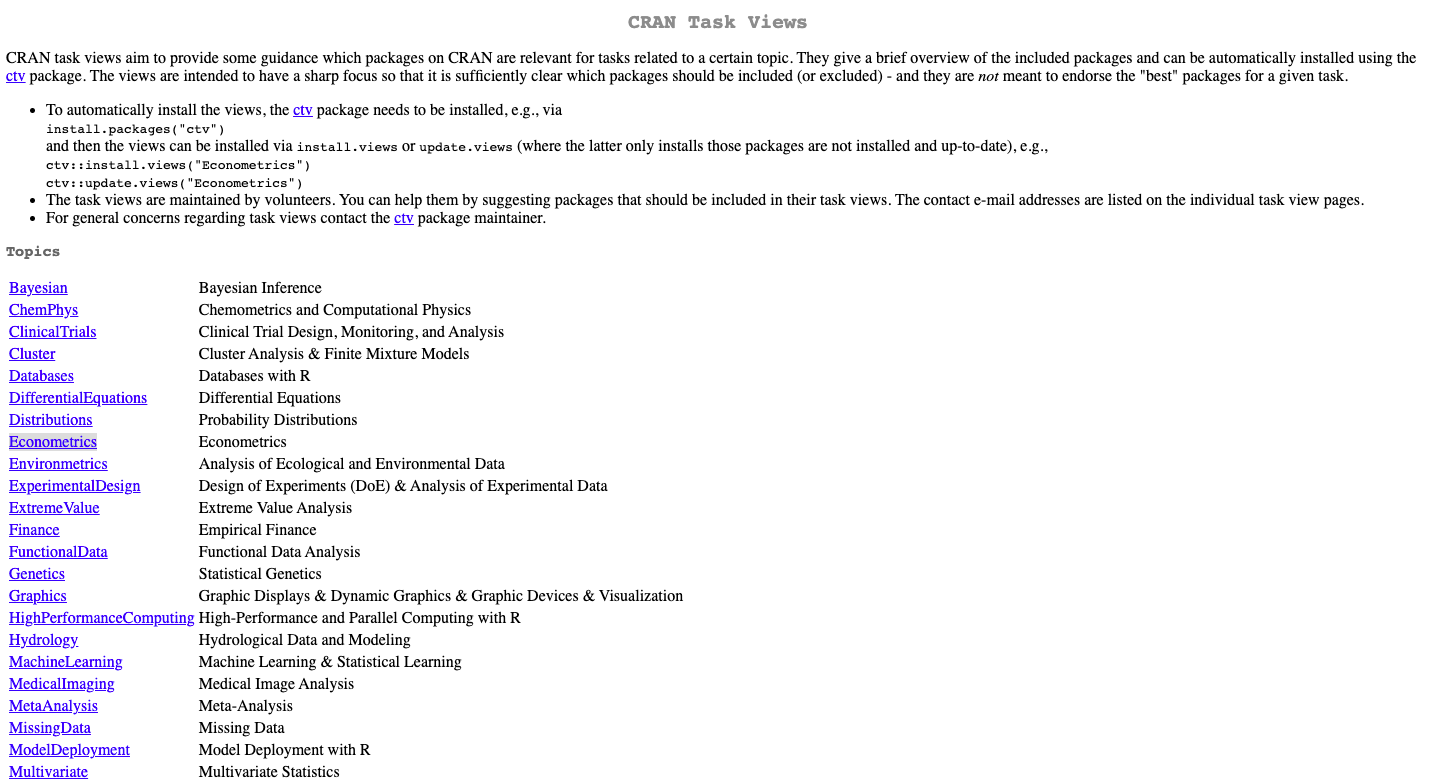 CRAN Task Views
CRAN task views aim to provide some guidance which packages on CRAN are relevant for tasks related to a certain topic. They give a brief overview of the included packages and can be automatically installed using the
ctv package. The views are intended to have a sharp focus so that it is sufficiently clear which packages should be included (or excluded) - and they are not meant to endorse the "best" packages for a given task.
• To automatically install the views, the ctv package needs to be installed, e.g., via
install.packages("ctv")
and then the views can be installed via install.views or update.views (where the latter only installs those packages are not installed and up-to-date), e.g.,
ctv::install.views("Econometrics")
ctv::update.views("Econometrics")
• The task views are maintained by volunteers. You can help them by suggesting packages that should be included in their task views. The contact e-mail addresses are listed on the individual task view pages.
• For general concerns regarding task views contact the ctv package maintainer.
Topics
Bayesian Bayesian Inference
ChemPhys Chemometrics and Computational Physics
ClinicalTrials Clinical Trial Design, Monitoring, and Analysis
Cluster Cluster Analysis & Finite Mixture Models
Databases Databases with R
DifferentialEquations Differential Equations
Distributions Probability Distributions
Econometrics Econometrics
Environmetrics Analysis of Ecological and Environmental Data
ExperimentalDesign Design of Experiments (DoE) & Analysis of Experimental Data
ExtremeValue Extreme Value Analysis
Finance Empirical Finance
FunctionalData Functional Data Analysis
Genetics Statistical Genetics
Graphics Graphic Displays & Dynamic Graphics & Graphic Devices & Visualization
HighPerformanceComputing High-Performance and Parallel Computing with R
Hydrology Hydrological Data and Modeling
MachineLearning Machine Learning & Statistical Learning
MedicalImaging Medical Image Analysis
MetaAnalysis Meta-Analysis
MissingData Missing Data
ModelDeployment Model Deployment with R
Multivariate Multivariate Statistics